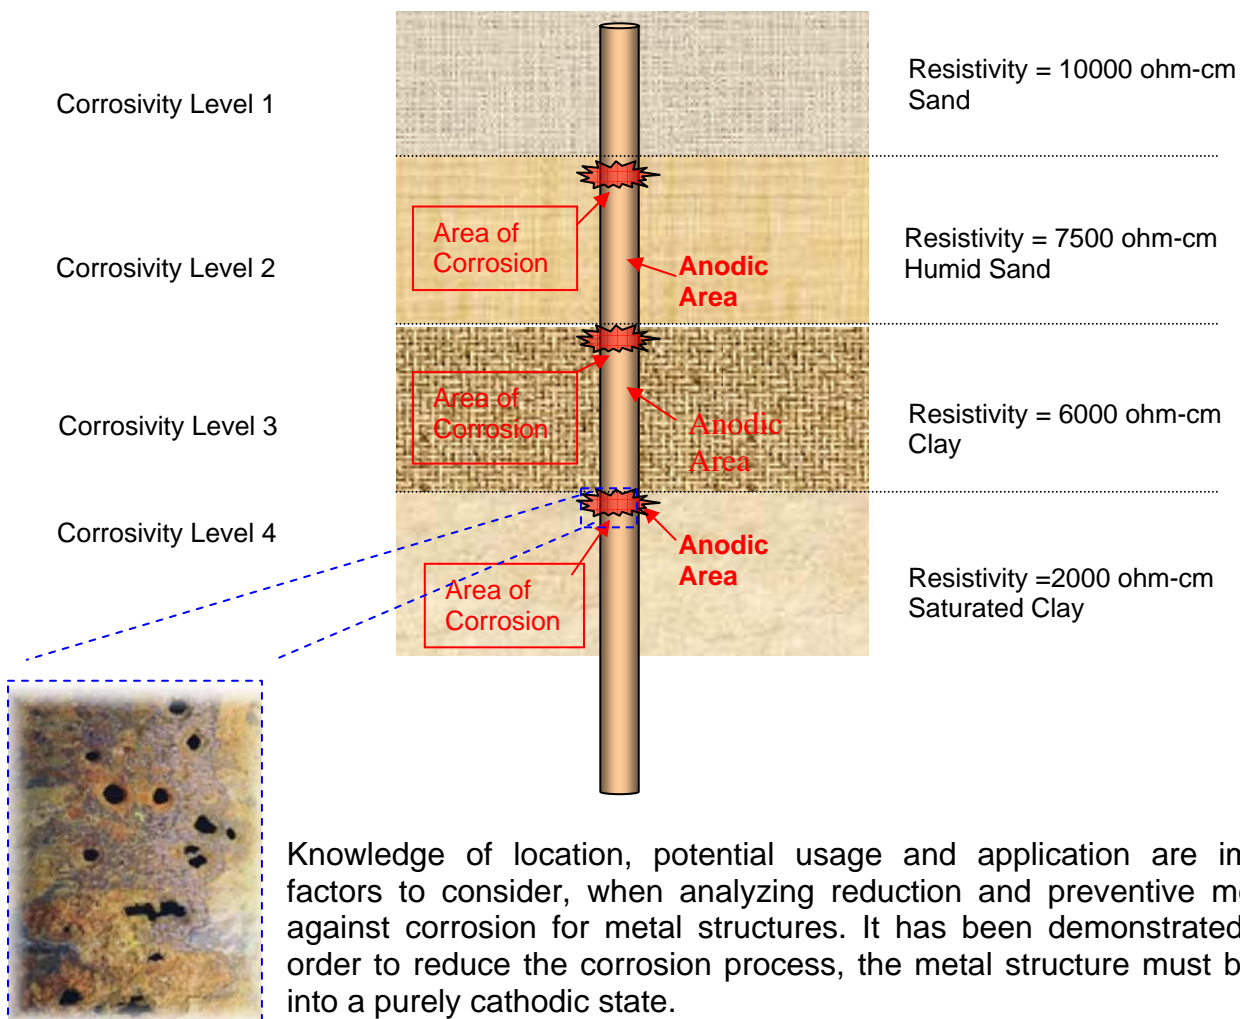 Resistivity = 10000 ohm-cm
Sand
Corrosivity Level 1
Area of
Corrosion
Anodic
Area
Resistivity = 7500 ohm-cm
Humid Sand
Corrosivity Level 2
Area of
Corrosion
Anodic
Area
Resistivity = 6000 ohm-cm
Clay
Corrosivity Level 3
Corrosivity Level 4
Anodic
Area
Area of
Corrosion
Resistivity =2000 ohm-cm
Saturated Clay
Knowledge of location, potential usage and application are
factors to consider, when analyzing reduction and preventive
against corrosion for metal structures. It has been demonstrated
order to reduce the corrosion process, the metal structure must
into a purely cathodic state.